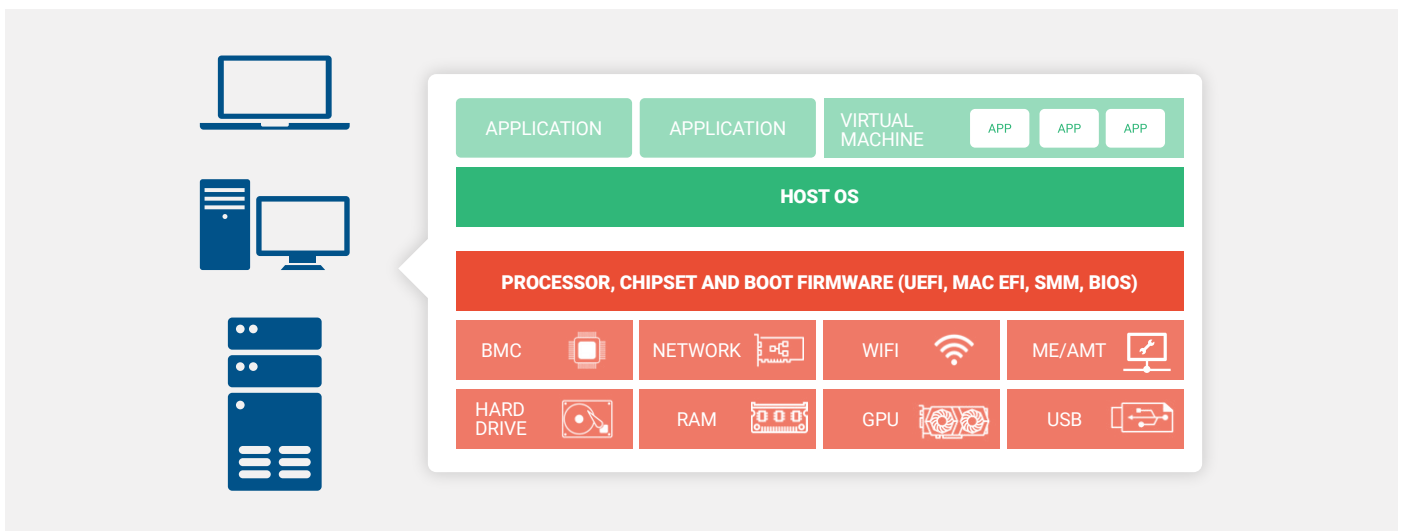 APPLICATION
APPLICATION
VIRTUAL
MACHINE
APP
APP
APP
HOST OS
PROCESSOR, CHIPSET AND BOOT FIRMWARE (UEFI, MAC EFI, SMM, BIOS)
BMC
NETWORK
WIFI
ME/AMT
HARD
DRIVE
RAM
GPU
USB